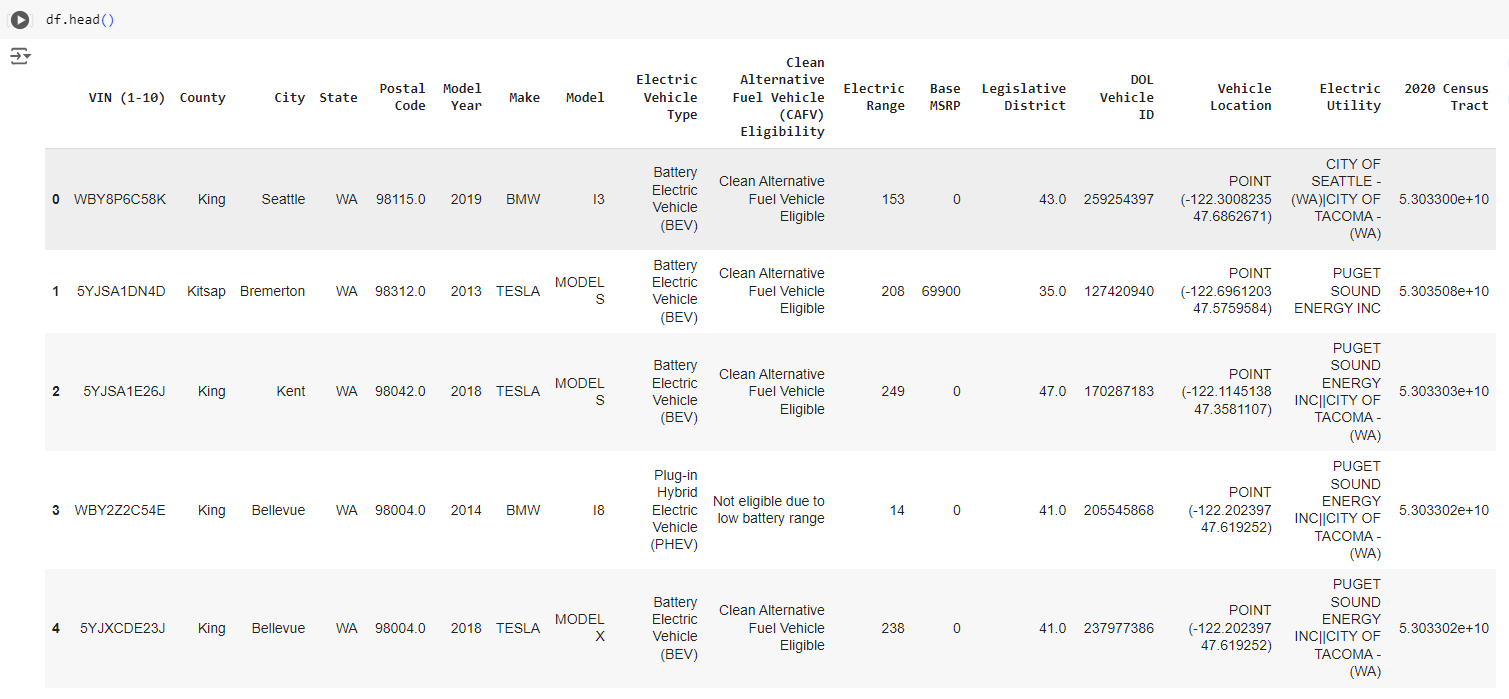 df.head()
VIN (1-10) County City State Postal Code Model Year Make Model Electric Vehicle Type Clean Alternative Fuel Vehicle (CAFV) Eligibility Electric Range Base MSRP Legislative District DOL Vehicle ID Vehicle Location Electric Utility 2020 Census Tract
0 WBY8P6C58K King Seattle WA 98115.0 2019 BMW I3 Battery Electric Vehicle (BEV) Clean Alternative Fuel Vehicle Eligible 153 0 43.0 259254397 POINT (-122.3008235 47.6862671) CITY OF SEATTLE - (WA)|CITY OF TACOMA - (WA) 5.303300e+10
1 5YJSA1DN4D Kitsap Bremerton WA 98312.0 2013 TESLA MODEL S Battery Electric Vehicle (BEV) Clean Alternative Fuel Vehicle Eligible 208 69900 35.0 127420940 POINT (-122.6961203 47.5759584) PUGET SOUND ENERGY INC 5.303508e+10
2 5YJSA1E26J King Kent WA 98042.0 2018 TESLA MODEL S Battery Electric Vehicle (BEV) Clean Alternative Fuel Vehicle Eligible 249 0 47.0 170287183 POINT (-122.1145138 47.3581107) PUGET SOUND ENERGY INC||CITY OF TACOMA - (WA) 5.303303e+10
3 WBY2Z2C54E King Bellevue WA 98004.0 2014 BMW I8 Plug-in Hybrid Electric Vehicle (PHEV) Not eligible due to low battery range 14 0 41.0 205545868 POINT (-122.202397 47.619252) PUGET SOUND ENERGY INC||CITY OF TACOMA - (WA) 5.303302e+10
4 5YJXCDE23J King Bellevue WA 98004.0 2018 TESLA MODEL X Battery Electric Vehicle (BEV) Clean Alternative Fuel Vehicle Eligible 238 0 41.0 237977386 POINT (-122.202397 47.619252) PUGET SOUND ENERGY INC||CITY OF TACOMA - (WA) 5.303302e+10